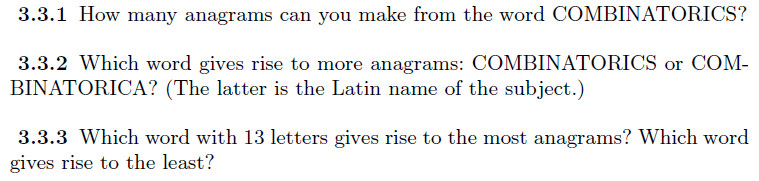 3.3.1 How many anagrams can you make from the word COMBINATORICS?
3.3.2 Which word gives rise to more anagrams: COMBINATORICS or COM-
BINATORICA? (The latter is the Latin name of the subject.)
3.3.3 Which word with 13 letters gives rise to the most anagrams? Which word
gives rise to the least?